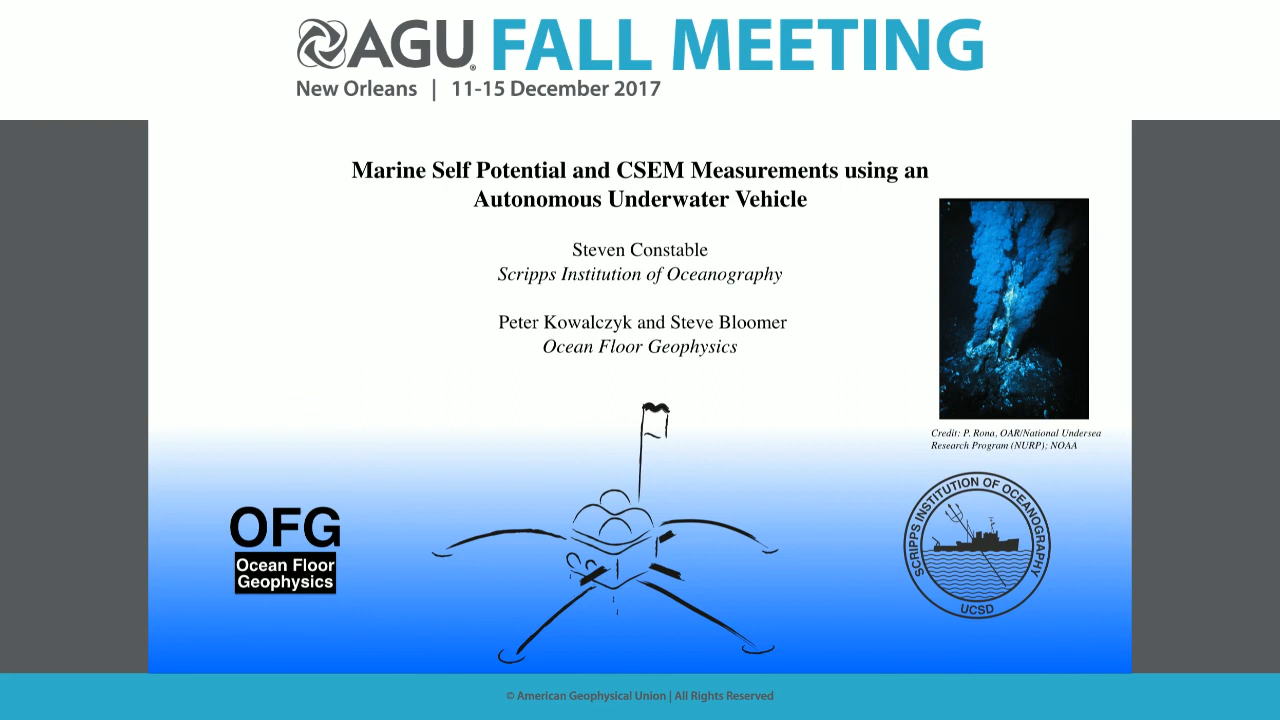 AGU FALL MEETING
New Orleans | 11-15 December 2017
Marine Self Potential and CSEM Measurements using an
Autonomous Underwater Vehicle
Steven Constable
Scripps Institution of Oceanography
Peter Kowalczyk and Steve Bloomer
Ocean Floor Geophysics
Credit: P. Rona, OAR/National Undersea
Research Program (NURP); NOAA
OFG
Ocean Floor
Geophysics
SCRIPPS INSTITUTION OF OCEANOGRAPHY
UCSD
© American Geophysical Union | All Rights Reserved